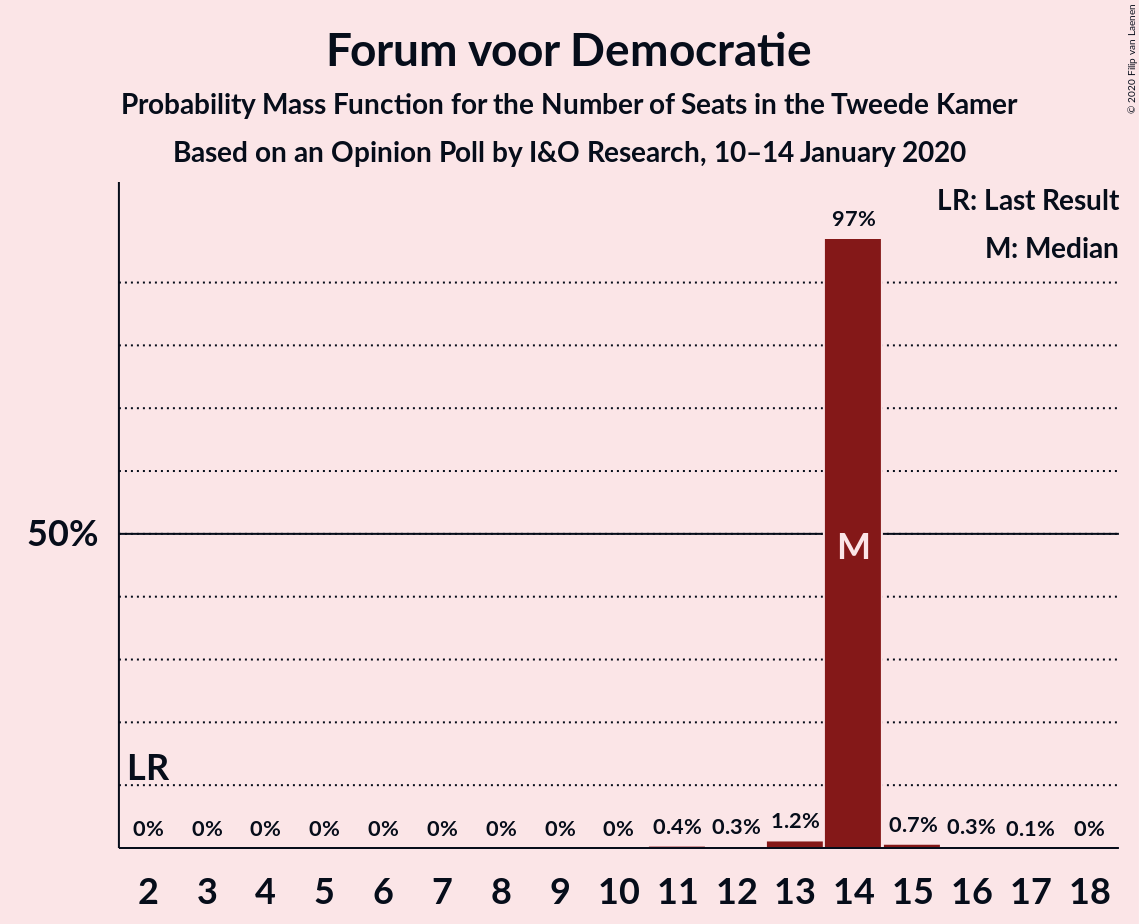 Forum voor Democratie
Probability Mass Function for the Number of Seats in the Tweede Kamer
Based on an Opinion Poll by I&O Research, 10–14 January 2020
© 2020 Filip van Laenen
LR: Last Result
M: Median
97%
50%
M
LR
0% 0% 0% 0% 0% 0% 0% 0% 0% 0.4% 0.3% 1.2% 0.7% 0.3% 0.1% 0%
2 3 4 5 6 7 8 9 10 11 12 13 14 15 16 17 18